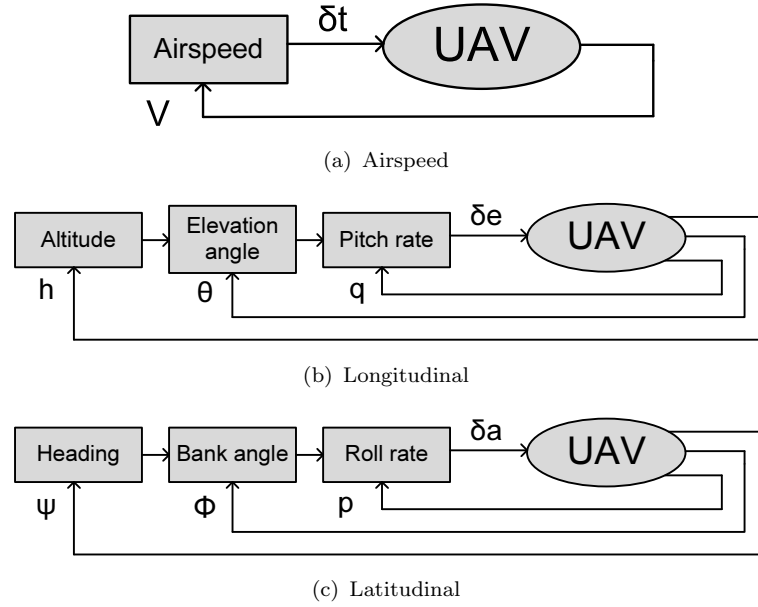 Airspeed
δt
UAV
V
(a) Airspeed
Altitude
Elevation
angle
Pitch rate
δe
UAV
h
θ
q
(b) Longitudinal
Heading
Bank angle
Roll rate
δa
UAV
ψ
Φ
p
(c) Latitudinal